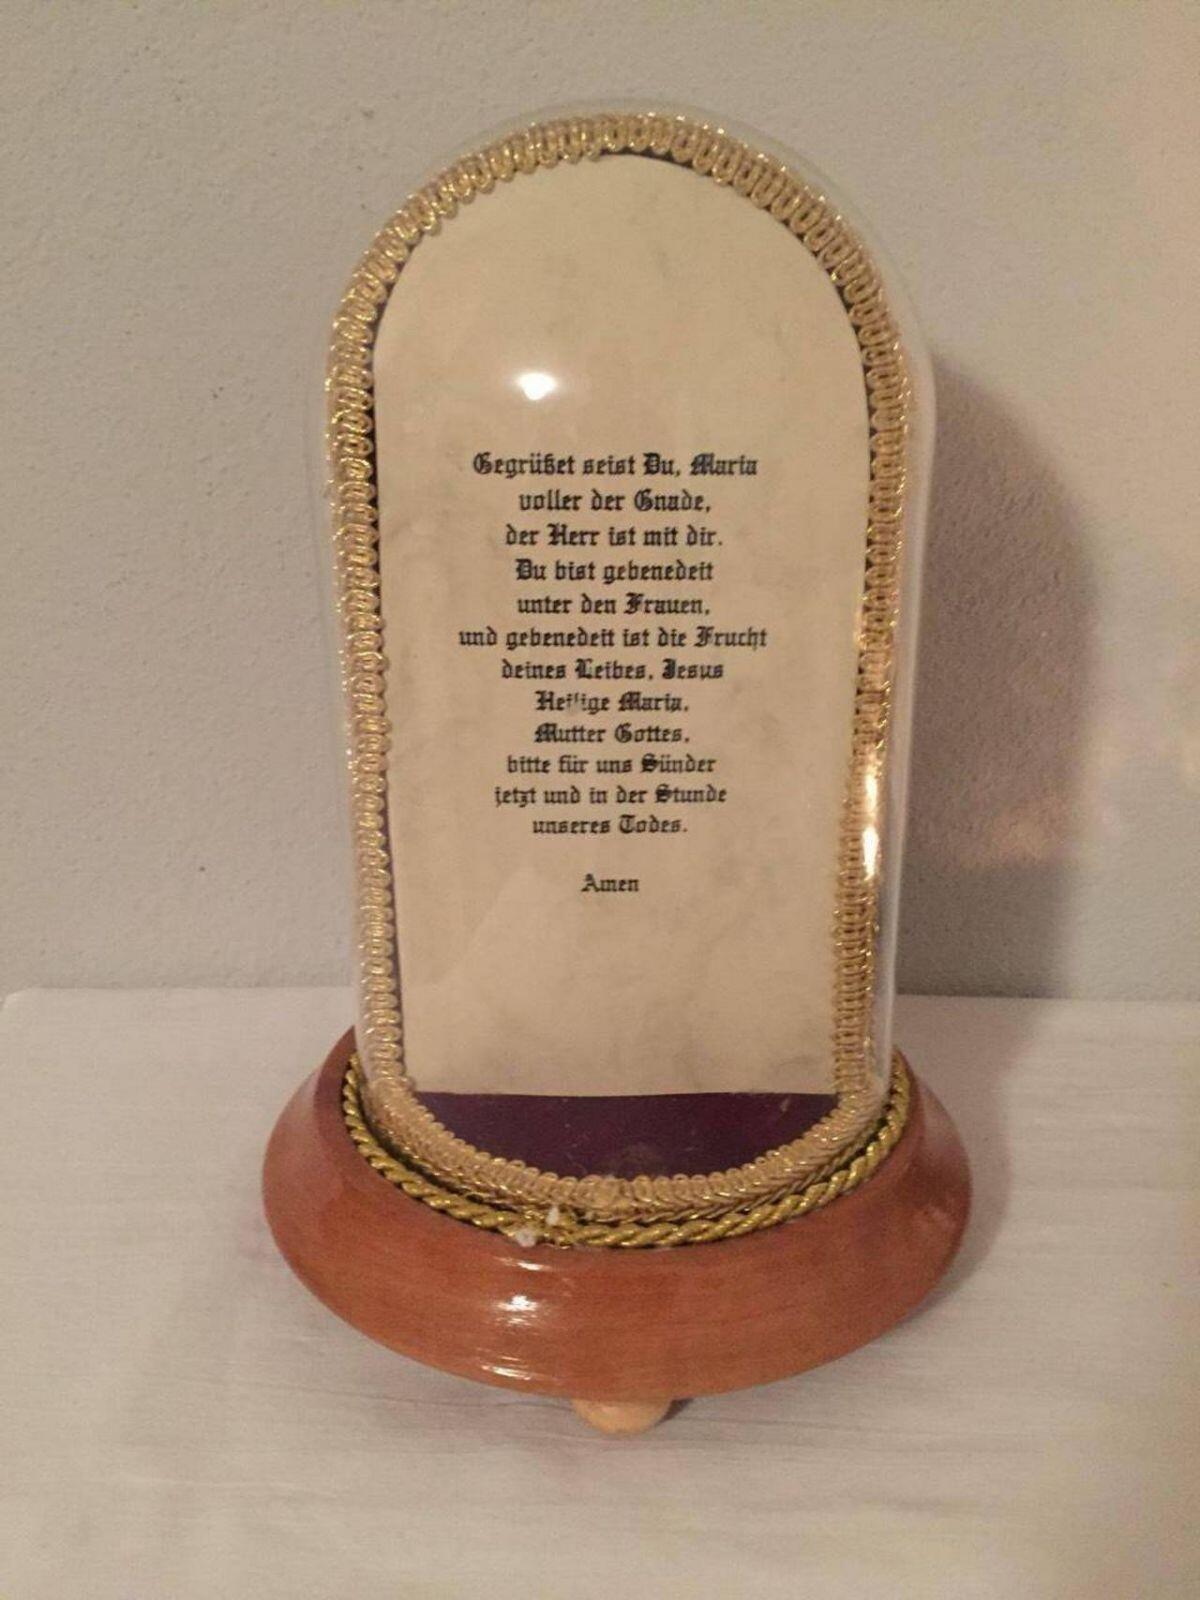 Gegrüßet seist Du, Maria
voller der Gnade,
der Herr ist mit dir.
Du bist gebenedeit
unter den Frauen,
und gebenedeit ist die Frucht
deines Leibes, Jesus
Heilige Maria,
Mutter Gottes,
bitte für uns Sünder
jetzt und in der Stunde
unseres Todes.
Amen